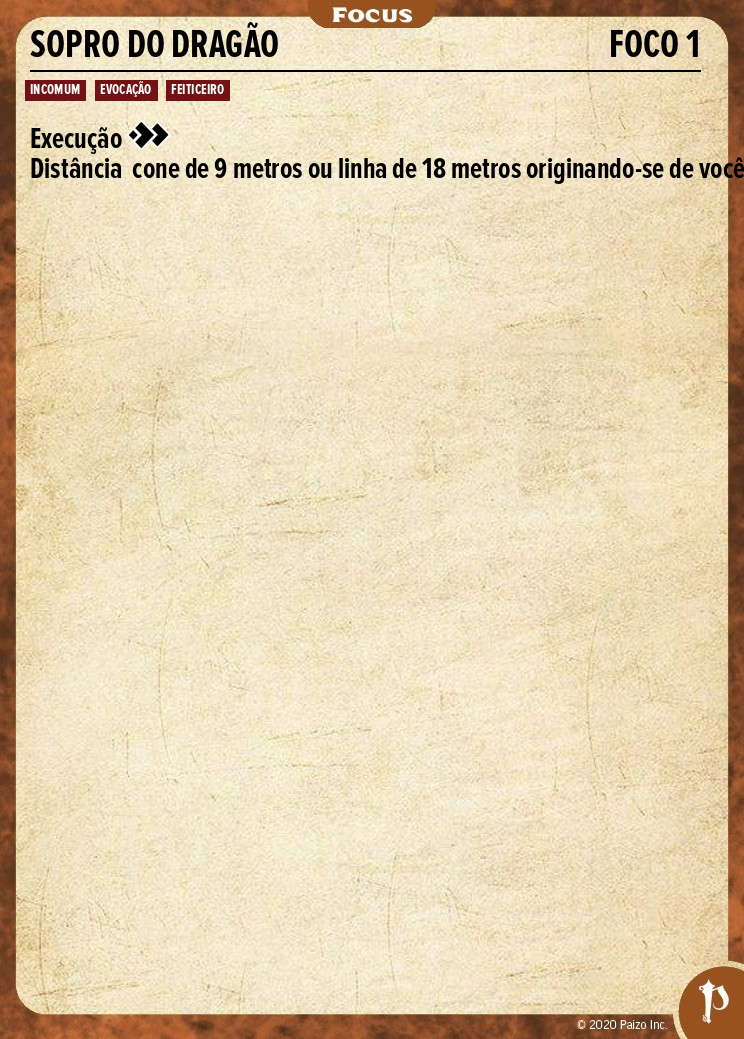 Focus
SOPRO DO DRAGÃO FOCO 1
INCOMUM EVOCAÇÃO FEITICEIRO
Execução
Distância cone de 9 metros ou linha de 18 metros originando-se de você
© 2020 Paizo Inc.